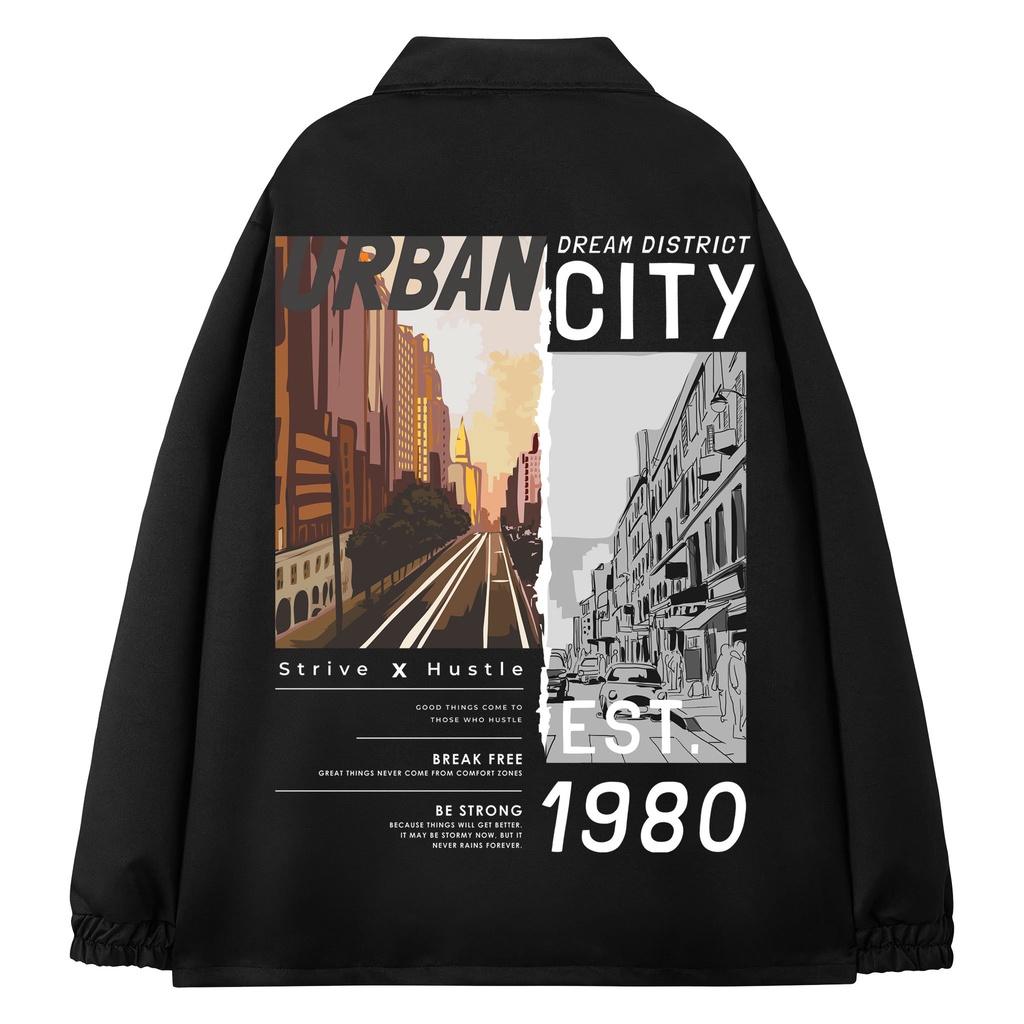 URBAN
DREAM DISTRICT
CITY
Strive X Hustle
GOOD THINGS COME TO
THOSE WHO HUSTLE
BREAK FREE
GREAT THINGS NEVER COME FROM COMFORT ZONES
BE STRONG
BECAUSE THINGS WILL GET BETTER.
IT MAY BE STORMY NOW, BUT IT
NEVER RAINS FOREVER.
EST.
1980